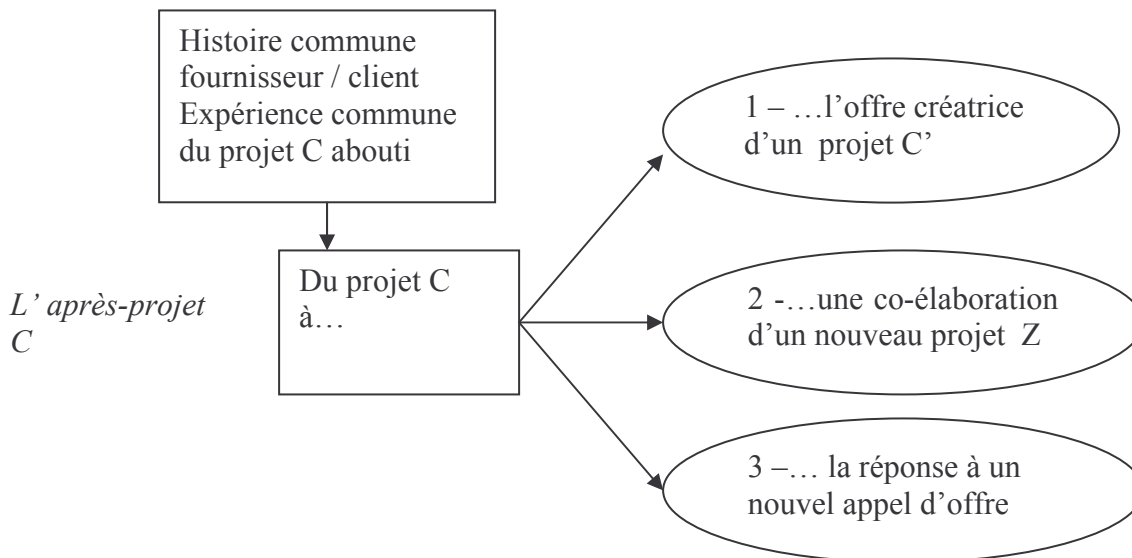 Histoire commune
fournisseur / client
Expérience commune
du projet C abouti
1 – …l’offre créatrice
d’un  projet C’
L’ après-projet
C
Du projet C
à…
2 -…une co-élaboration
d’un nouveau projet  Z
3 –… la réponse à un
nouvel appel d’offre